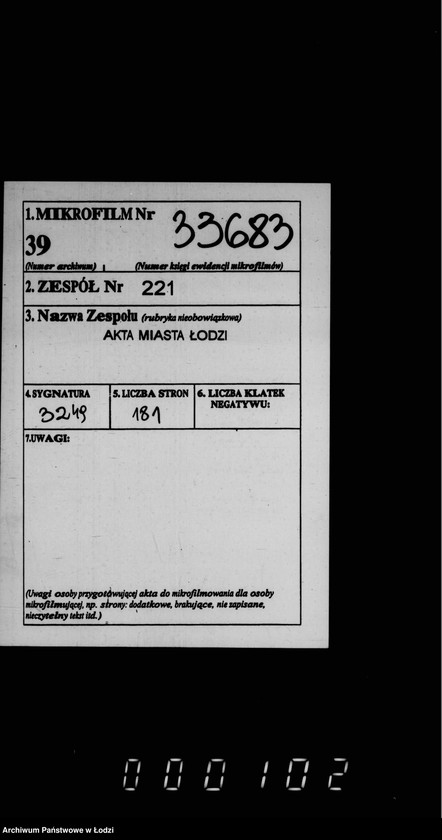 1. MIKROFILM Nr 33683
39
(Numer archiwum) (Numer księgi ewidencji mikrofilmów)
2. ZESPÓŁ Nr 221
3. Nazwa Zespołu (rubryka nieobowiązkowa)
AKTA MIASTA ŁODZI
4. SYGNATURA 5. LICZBA STRON 6. LICZBA KLATEK
NEGATYWU:
3249 181
7. UWAGI:
(Uwagi osoby przygotowującej akta do mikrofilmowania dla osoby
mikrofilmującej, np. strony: dodatkowe, brakujące, nie zapisane,
nieczytelny tekst itd.)
000102
Archiwum Państwowe w Łodzi